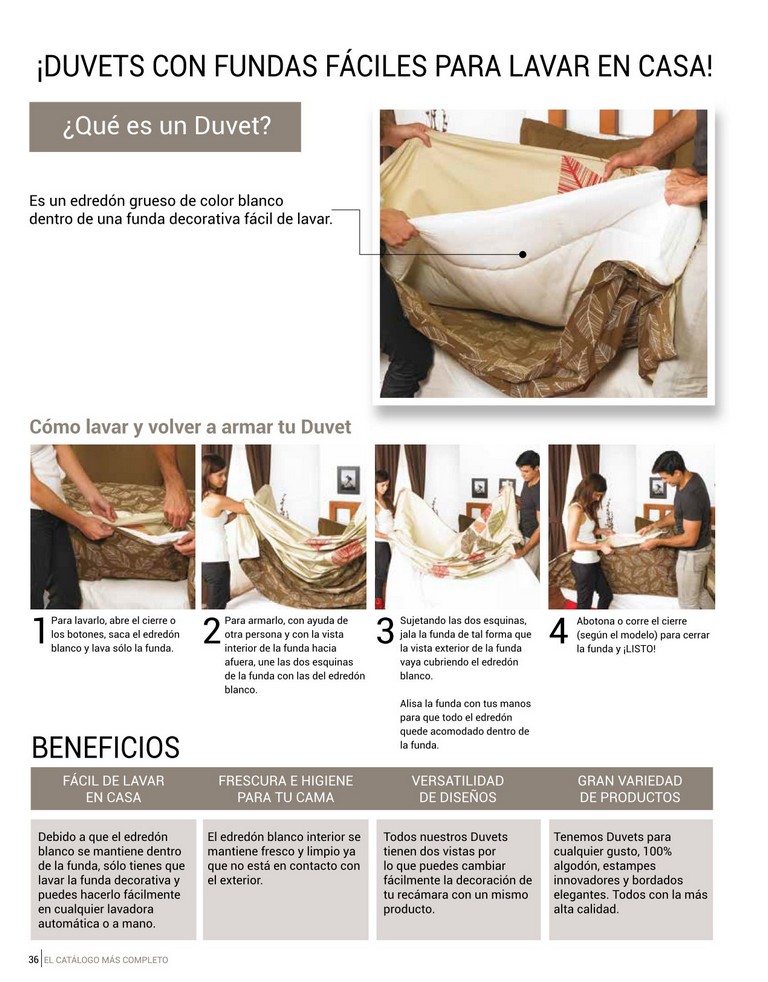 ¡DUVETS CON FUNDAS FÁCILES PARA LAVAR EN CASA!
¿Qué es un Duvet?
Es un edredón grueso de color blanco
dentro de una funda decorativa fácil de lavar.
Cómo lavar y volver a armar tu Duvet
1
Para lavarlo, abre el cierre o
los botones, saca el edredón
blanco y lava sólo la funda.
2
Para armarlo, con ayuda de
otra persona y con la vista
interior de la funda hacia
afuera, une las dos esquinas
de la funda con las del edredón
blanco.
3
Sujetando las dos esquinas,
jala la funda de tal forma que
la vista exterior de la funda
vaya cubriendo el edredón
blanco.
Alisa la funda con tus manos
para que todo el edredón
quede acomodado dentro de
la funda.
4
Abotona o corre el cierre
(según el modelo) para cerrar
la funda y ¡LISTO!
BENEFICIOS
FÁCIL DE LAVAR
EN CASA
Debido a que el edredón
blanco se mantiene dentro
de la funda, sólo tienes que
lavar la funda decorativa y
puedes hacerlo fácilmente
en cualquier lavadora
automática o a mano.
FRESCURA E HIGIENE
PARA TU CAMA
El edredón blanco interior se
mantiene fresco y limpio ya
que no está en contacto con
el exterior.
VERSATILIDAD
DE DISEÑOS
Todos nuestros Duvets
tienen dos vistas por
lo que puedes cambiar
fácilmente la decoración de
tu recámara con un mismo
producto.
GRAN VARIEDAD
DE PRODUCTOS
Tenemos Duvets para
cualquier gusto, 100%
algodón, estampes
innovadores y bordados
elegantes. Todos con la más
alta calidad.
36 EL CATÁLOGO MÁS COMPLETO